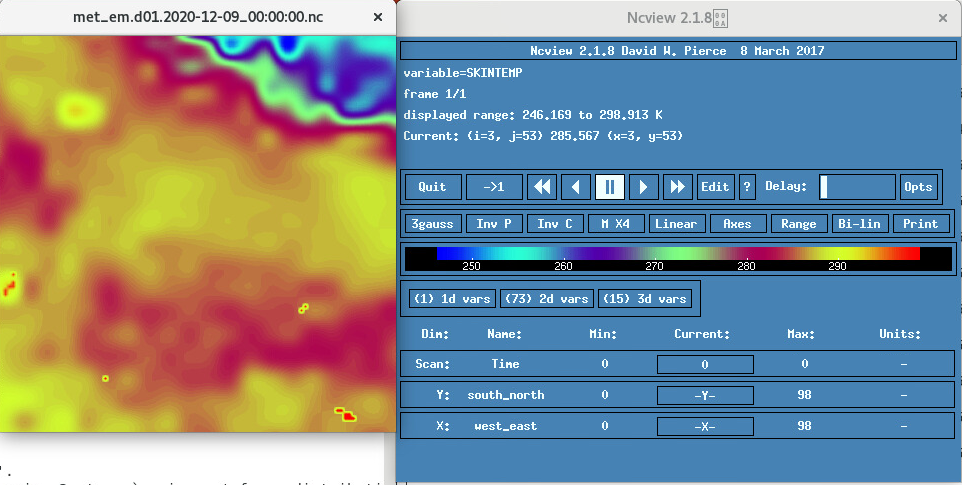 met_em.d01.2020-12-09_00:00:00.nc
Ncview 2.1.8
Ncview 2.1.8 David W. Pierce 8 March 2017
variable=SKINTEMP
frame 1/1
displayed range: 246.169 to 298.913 K
Current: (i=3, j=53) 285.567 (x=3, y=53)
Quit ->1 Edit ? Delay: Opts
3gauss Inv P Inv C M X4 Linear Axes Range Bi-lin Print
250 260 270 280 290
(1) 1d vars (73) 2d vars (15) 3d vars
Dim: Name: Min: Current: Max: Units:
Scan: Time 0 0 0 -
Y: south_north 0 -Y- 98 -
X: west_east 0 -X- 98 -